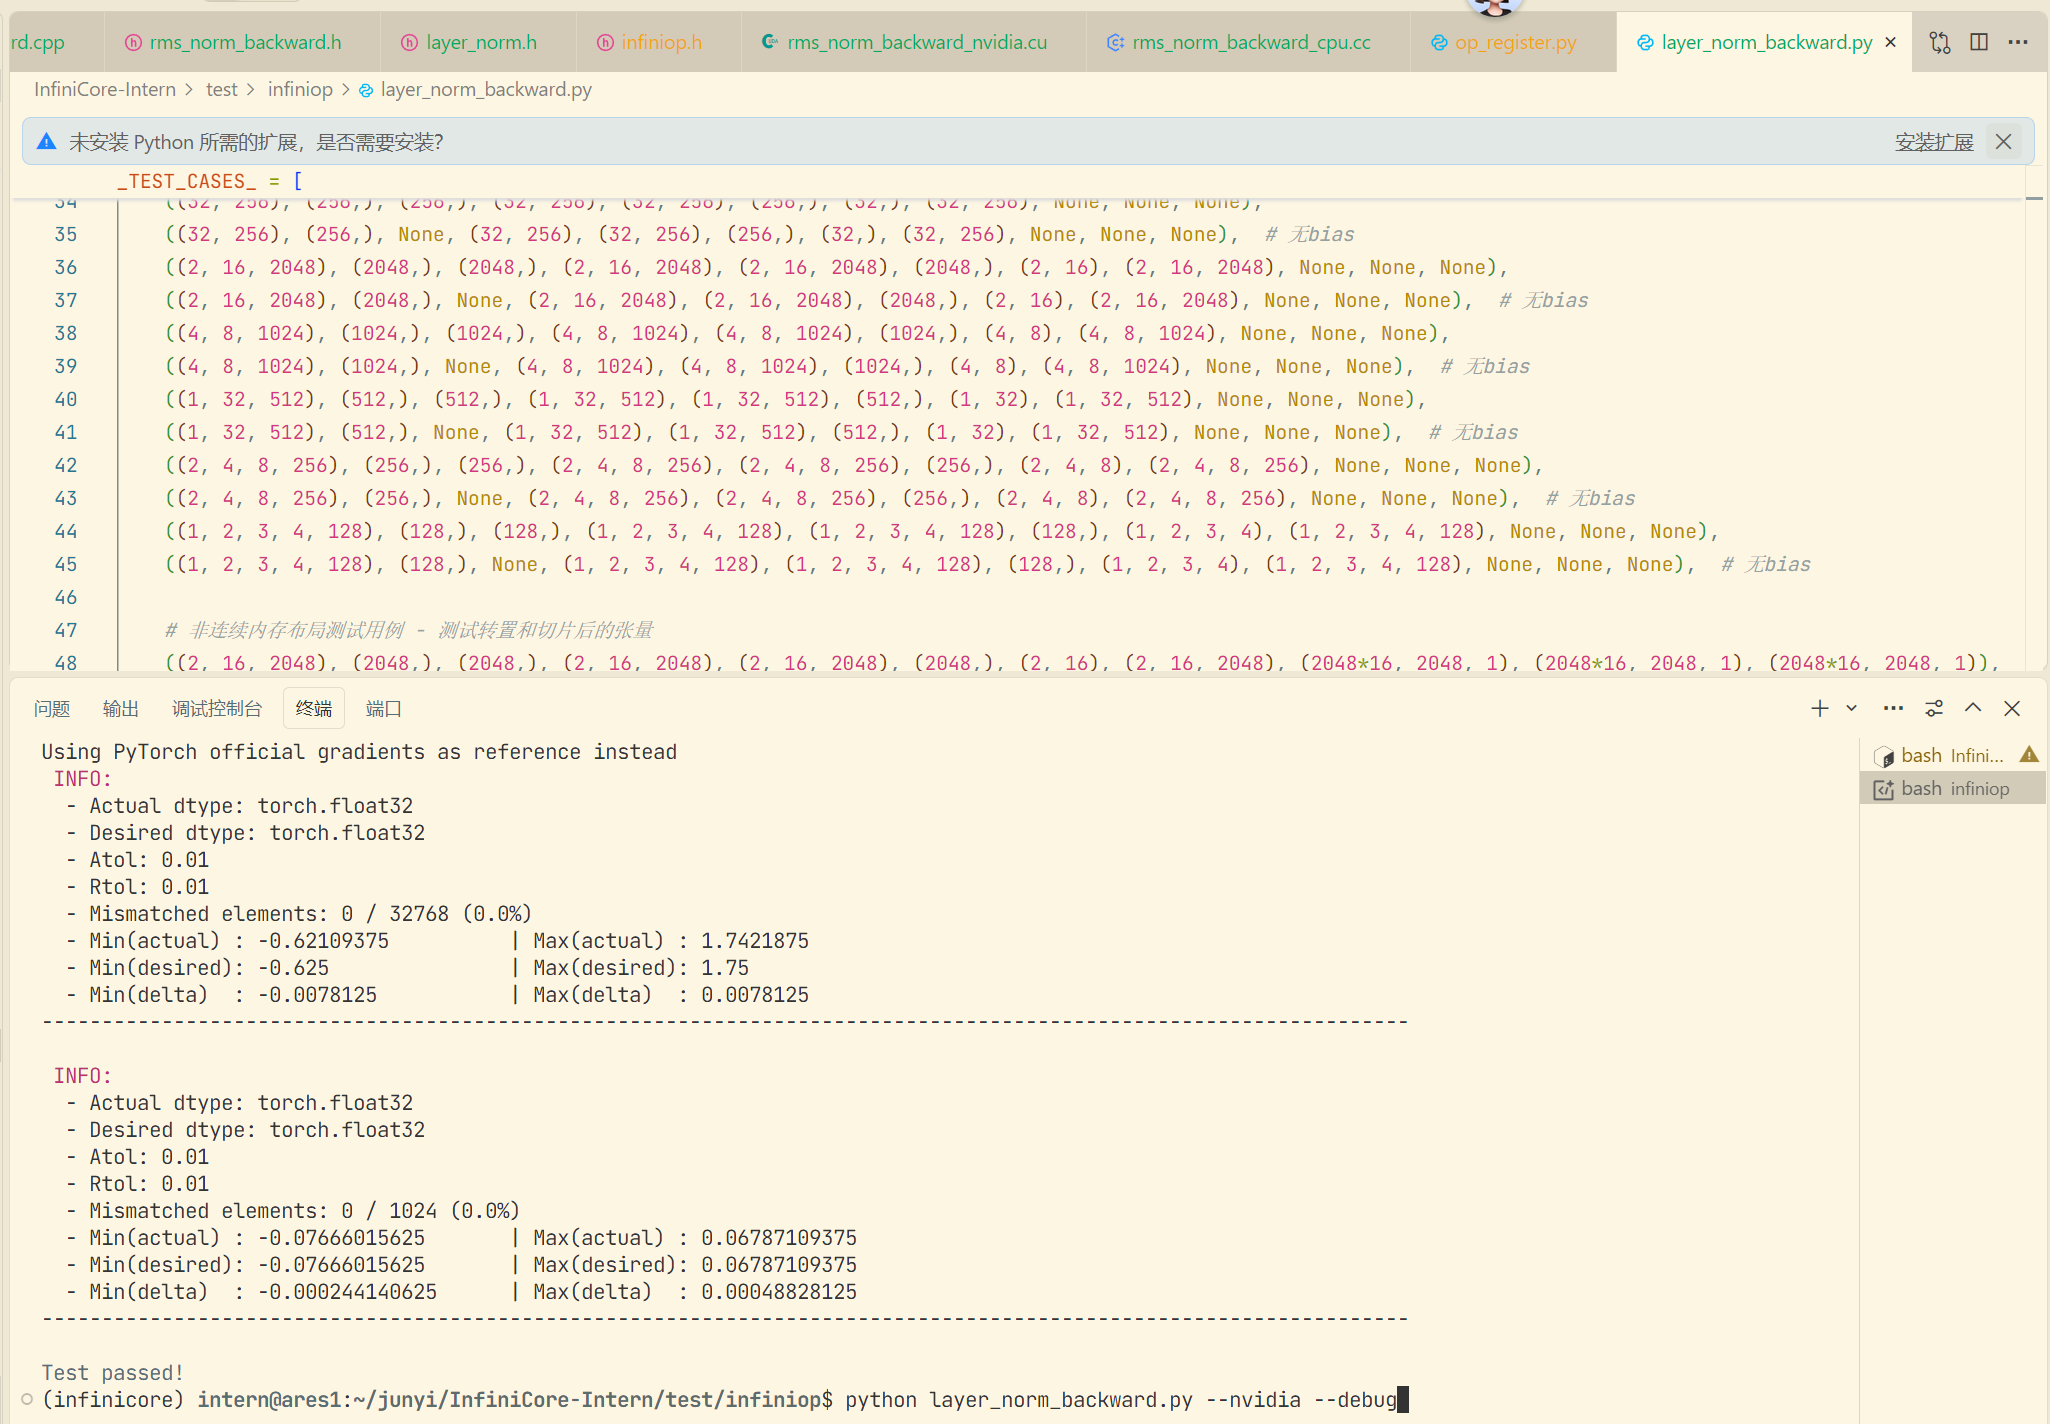 rd.cpp rms_norm_backward.h layer_norm.h infiniop.h rms_norm_backward_nvidia.cu rms_norm_backward_cpu.cc op_register.py layer_norm_backward.py
InfiniCore-Intern > test > infiniop > layer_norm_backward.py
未安装 Python 所需的扩展，是否需要安装? 安装扩展
_TEST_CASES_ = [
34 ((32, 256), (256,), (256,), (32, 256), (32, 256), (256,), (32,), (32, 256), None, None, None),
35 ((32, 256), (256,), None, (32, 256), (32, 256), (256,), (32,), (32, 256), None, None, None),  # 无bias
36 ((2, 16, 2048), (2048,), (2048,), (2, 16, 2048), (2, 16, 2048), (2048,), (2, 16), (2, 16, 2048), None, None, None),
37 ((2, 16, 2048), (2048,), None, (2, 16, 2048), (2, 16, 2048), (2048,), (2, 16), (2, 16, 2048), None, None, None),  # 无bias
38 ((4, 8, 1024), (1024,), (1024,), (4, 8, 1024), (4, 8, 1024), (1024,), (4, 8), (4, 8, 1024), None, None, None),
39 ((4, 8, 1024), (1024,), None, (4, 8, 1024), (4, 8, 1024), (1024,), (4, 8), (4, 8, 1024), None, None, None),  # 无bias
40 ((1, 32, 512), (512,), (512,), (1, 32, 512), (1, 32, 512), (512,), (1, 32), (1, 32, 512), None, None, None),
41 ((1, 32, 512), (512,), None, (1, 32, 512), (1, 32, 512), (512,), (1, 32), (1, 32, 512), None, None, None),  # 无bias
42 ((2, 4, 8, 256), (256,), (256,), (2, 4, 8, 256), (2, 4, 8, 256), (256,), (2, 4, 8), (2, 4, 8, 256), None, None, None),
43 ((2, 4, 8, 256), (256,), None, (2, 4, 8, 256), (2, 4, 8, 256), (256,), (2, 4, 8), (2, 4, 8, 256), None, None, None),  # 无bias
44 ((1, 2, 3, 4, 128), (128,), (128,), (1, 2, 3, 4, 128), (1, 2, 3, 4, 128), (128,), (1, 2, 3, 4), (1, 2, 3, 4, 128), None, None, None),
45 ((1, 2, 3, 4, 128), (128,), None, (1, 2, 3, 4, 128), (1, 2, 3, 4, 128), (128,), (1, 2, 3, 4), (1, 2, 3, 4, 128), None, None, None),  # 无bias
46
47 # 非连续内存布局测试用例 - 测试转置和切片后的张量
48 ((2, 16, 2048), (2048,), (2048,), (2, 16, 2048), (2, 16, 2048), (2048,), (2, 16), (2, 16, 2048), (2048*16, 2048, 1), (2048*16, 2048, 1), (2048*16, 2048, 1)),
问题 输出 调试控制台 终端 端口
bash Infini...
bash infiniop
Using PyTorch official gradients as reference instead
INFO:
- Actual dtype: torch.float32
- Desired dtype: torch.float32
- Atol: 0.01
- Rtol: 0.01
- Mismatched elements: 0 / 32768 (0.0%)
- Min(actual) : -0.62109375 | Max(actual) : 1.7421875
- Min(desired): -0.625 | Max(desired): 1.75
- Min(delta) : -0.0078125 | Max(delta) : 0.0078125
------------------------------------------------------------------------------------------------------------------
INFO:
- Actual dtype: torch.float32
- Desired dtype: torch.float32
- Atol: 0.01
- Rtol: 0.01
- Mismatched elements: 0 / 1024 (0.0%)
- Min(actual) : -0.07666015625 | Max(actual) : 0.06787109375
- Min(desired): -0.07666015625 | Max(desired): 0.06787109375
- Min(delta) : -0.000244140625 | Max(delta) : 0.00048828125
------------------------------------------------------------------------------------------------------------------
Test passed!
(infinicore) intern@ares1:~/junyi/InfiniCore-Intern/test/infiniop$ python layer_norm_backward.py --nvidia --debug